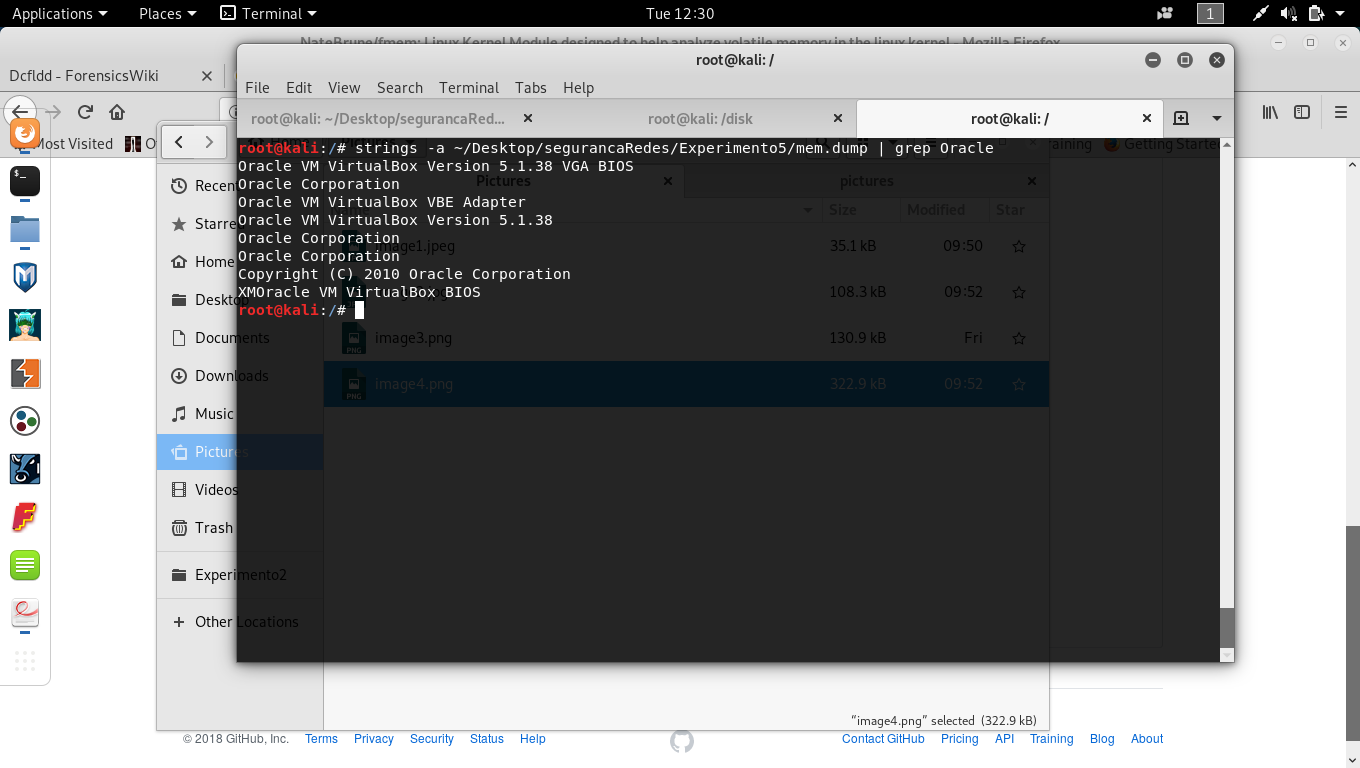 Applications Places Terminal Tue 12:30 1
NateBrune/fmem: Linux Kernel Module designed to help analyze volatile memory in the linux kernel - Mozilla Firefox
root@kali: /
Dcfldd - ForensicsWiki
File Edit View Search Terminal Tabs Help
root@kali: ~/Desktop/segurancaRed... root@kali: /disk root@kali: /
Most Visited Training Getting Started
root@kali:/# strings -a ~/Desktop/segurancaRedes/Experimento5/mem.dump | grep Oracle
Oracle VM VirtualBox Version 5.1.38 VGA BIOS
Oracle Corporation
Oracle VM VirtualBox VBE Adapter
Oracle VM VirtualBox Version 5.1.38
Oracle Corporation
Oracle Corporation
Copyright (C) 2010 Oracle Corporation
XMOracle VM VirtualBox BIOS
root@kali:/#
Pictures pictures
Size Modified Star
image1.jpeg 35.1 kB 09:50
108.3 kB 09:52
image3.png 130.9 kB Fri
image4.png 322.9 kB 09:52
Recent
Starred
Home
Desktop
Documents
Downloads
Music
Pictures
Videos
Trash
Experimento2
+ Other Locations
"image4.png" selected (322.9 kB)
© 2018 GitHub, Inc. Terms Privacy Security Status Help Contact GitHub Pricing API Training Blog About